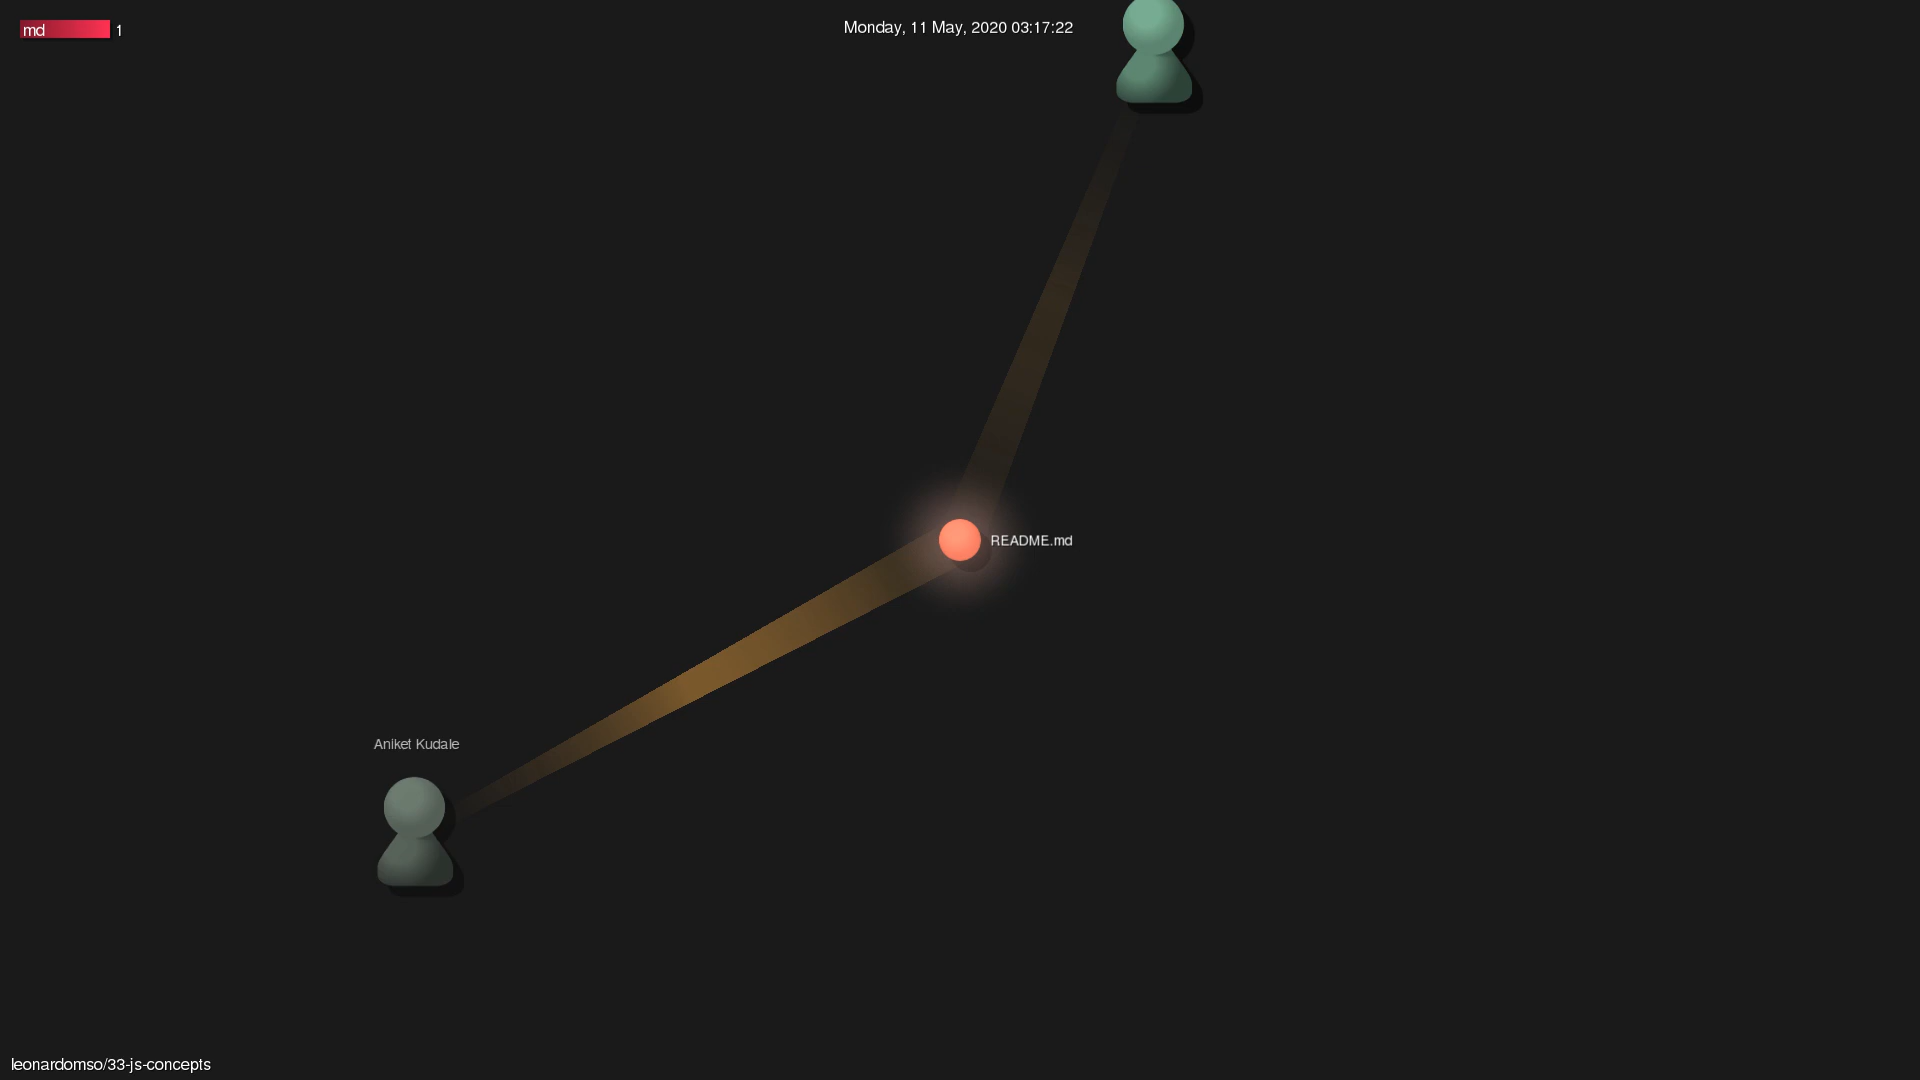 md 1
Monday, 11 May, 2020 03:17:22
README.md
Aniket Kudale
leonardomso/33-js-concepts